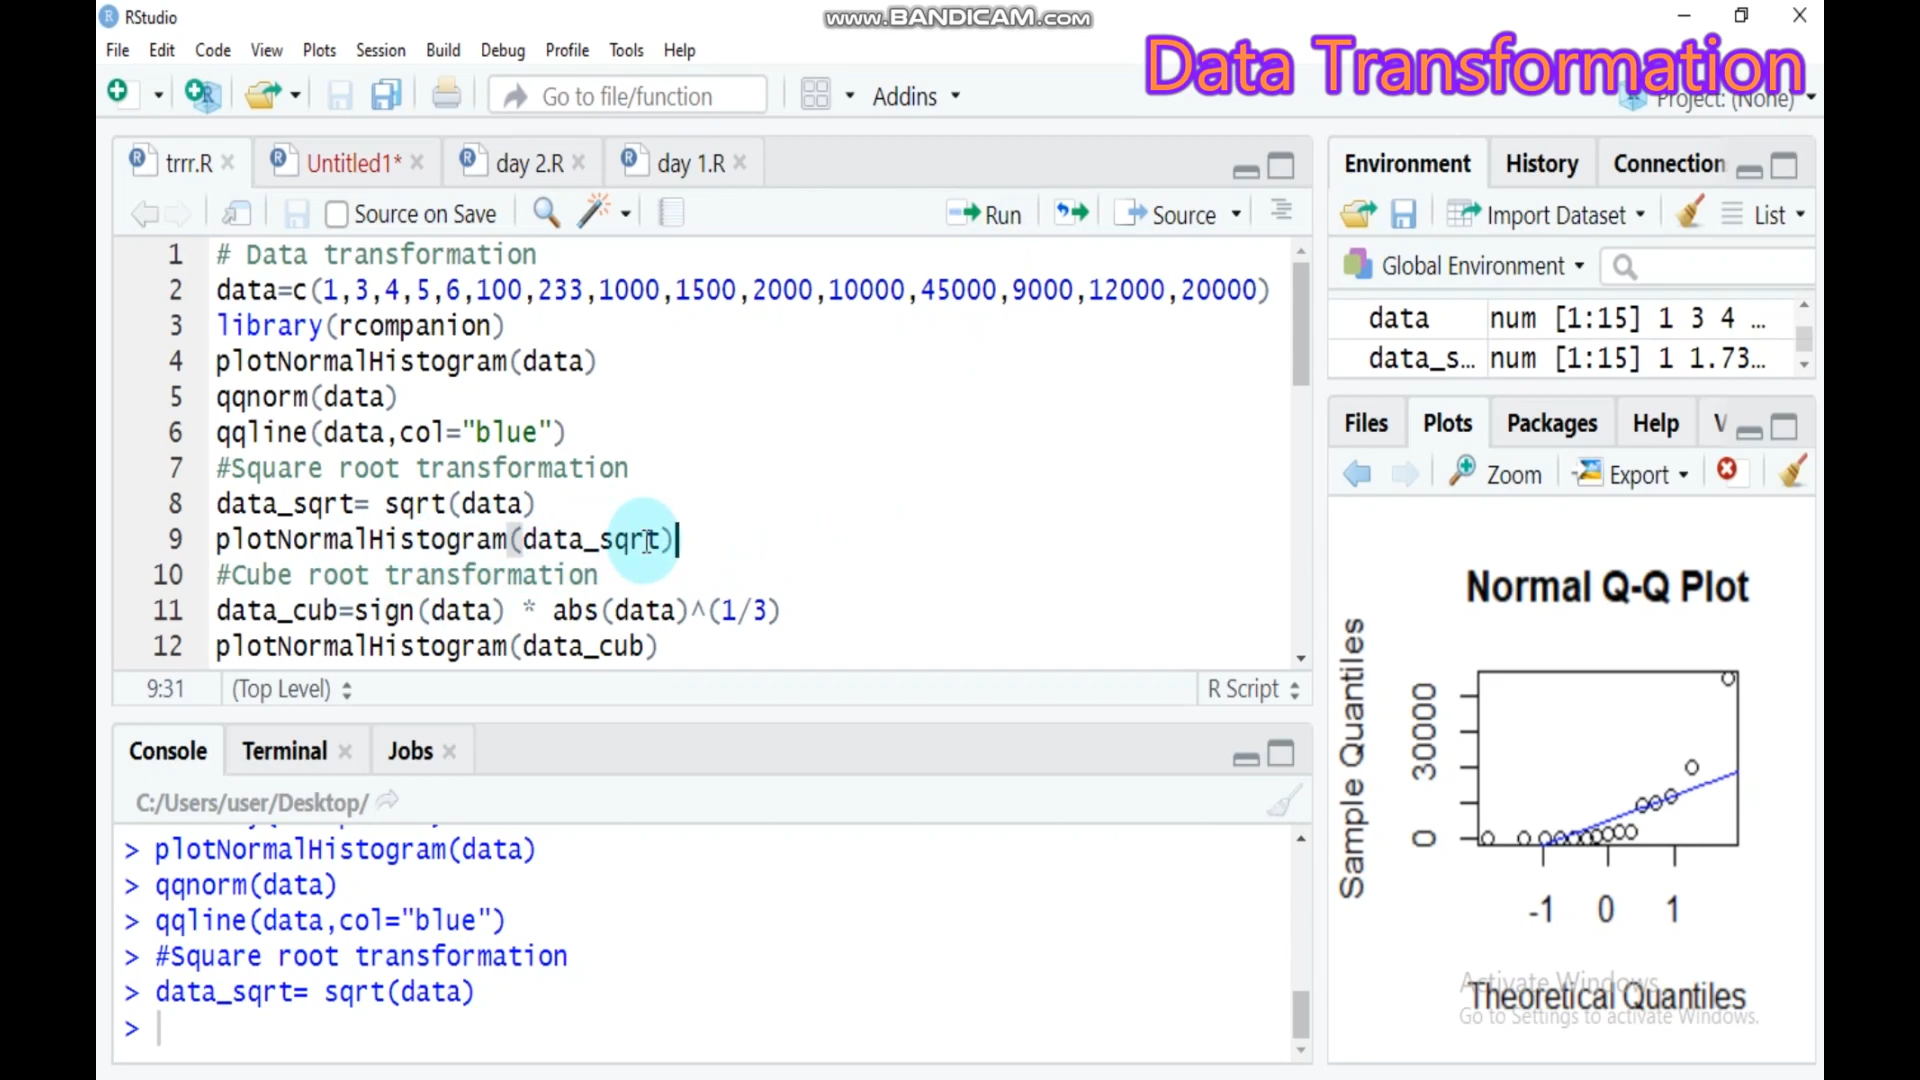 RStudio
www.BANDICAM.com
File Edit Code View Plots Session Build Debug Profile Tools Help
Data Transformation
Go to file/function
Addins
Project: (None)
trrr.R
Untitled1*
day 2.R
day 1.R
Source on Save
Run
Source
1 # Data transformation
2 data=c(1,3,4,5,6,100,233,1000,1500,2000,10000,45000,9000,12000,20000)
3 library(rcompanion)
4 plotNormalHistogram(data)
5 qqnorm(data)
6 qqline(data,col="blue")
7 #Square root transformation
8 data_sqrt= sqrt(data)
9 plotNormalHistogram(data_sqrt)
10 #Cube root transformation
11 data_cub=sign(data) * abs(data)^(1/3)
12 plotNormalHistogram(data_cub)
9:31 (Top Level) R Script
Console Terminal Jobs
C:/Users/user/Desktop/
> plotNormalHistogram(data)
> qqnorm(data)
> qqline(data,col="blue")
> #Square root transformation
> data_sqrt= sqrt(data)
>
Environment History Connection
Import Dataset List
Global Environment
data num [1:15] 1 3 4 …
data_s… num [1:15] 1 1.73…
Files Plots Packages Help V
Zoom Export
Normal Q-Q Plot
Sample Quantiles
30000
0
-1 0 1
Theoretical Quantiles
Activate Windows
Go to Settings to activate Windows.